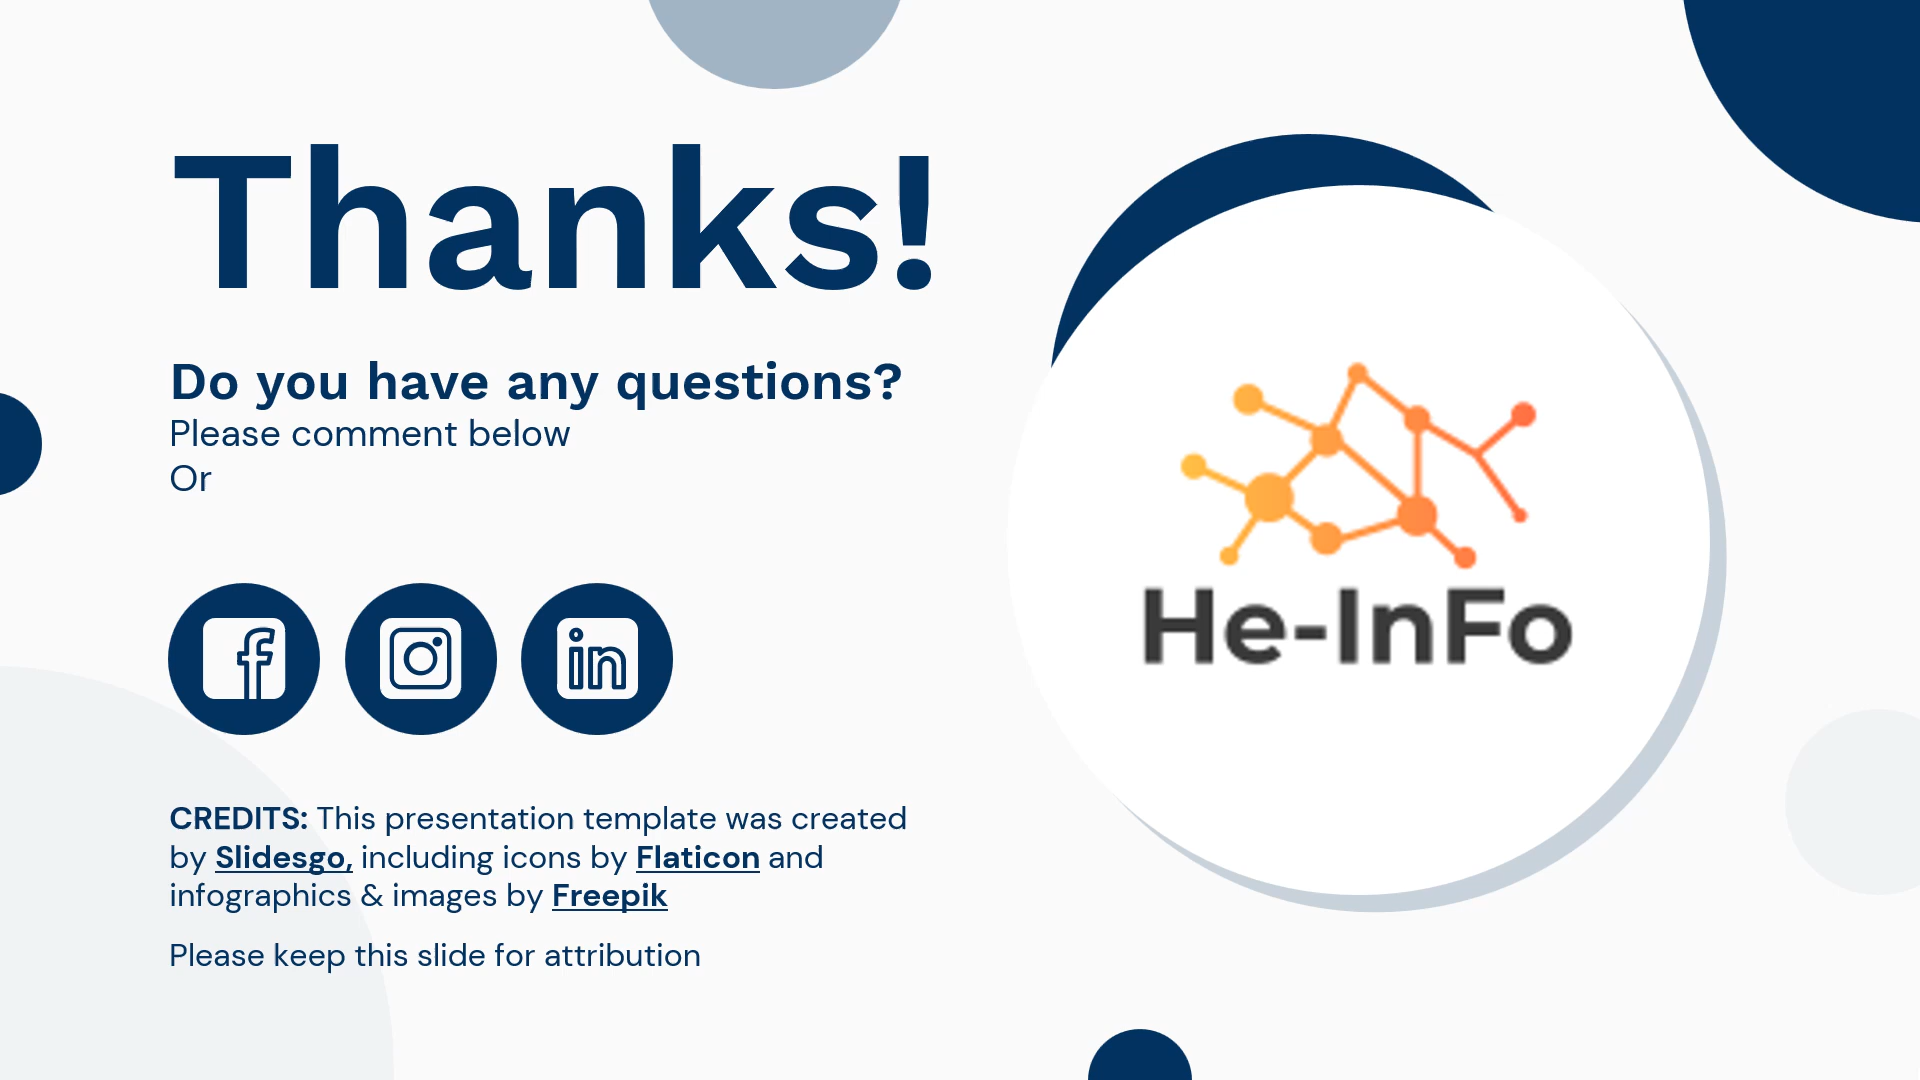 Thanks!
Do you have any questions?
Please comment below
Or
He-InFo
CREDITS: This presentation template was created
by Slidesgo, including icons by Flaticon and
infographics & images by Freepik
Please keep this slide for attribution